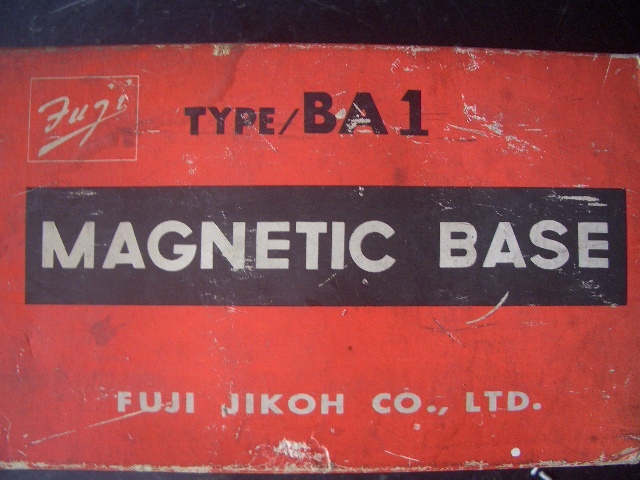 Fuji
TYPE/BA1
MAGNETIC BASE
FUJI JIKOH CO., LTD.